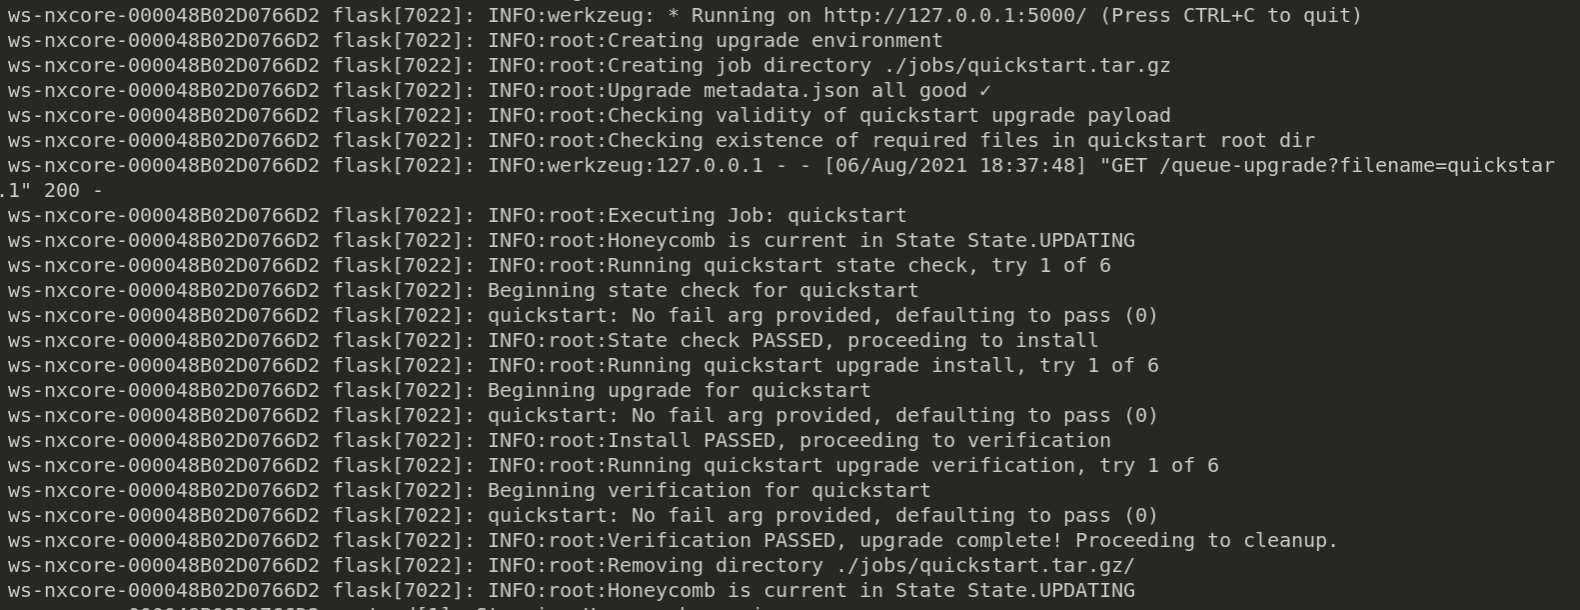 ws-nxcore-000048B02D0766D2 flask[7022]: INFO:werkzeug: * Running on http://127.0.0.1:5000/ (Press CTRL+C to quit)
ws-nxcore-000048B02D0766D2 flask[7022]: INFO:root:Creating upgrade environment
ws-nxcore-000048B02D0766D2 flask[7022]: INFO:root:Creating job directory ./jobs/quickstart.tar.gz
ws-nxcore-000048B02D0766D2 flask[7022]: INFO:root:Upgrade metadata.json all good ✓
ws-nxcore-000048B02D0766D2 flask[7022]: INFO:root:Checking validity of quickstart upgrade payload
ws-nxcore-000048B02D0766D2 flask[7022]: INFO:root:Checking existence of required files in quickstart root dir
ws-nxcore-000048B02D0766D2 flask[7022]: INFO:werkzeug:127.0.0.1 - - [06/Aug/2021 18:37:48] "GET /queue-upgrade?filename=quickstar
.1" 200 -
ws-nxcore-000048B02D0766D2 flask[7022]: INFO:root:Executing Job: quickstart
ws-nxcore-000048B02D0766D2 flask[7022]: INFO:root:Honeycomb is current in State State.UPDATING
ws-nxcore-000048B02D0766D2 flask[7022]: INFO:root:Running quickstart state check, try 1 of 6
ws-nxcore-000048B02D0766D2 flask[7022]: Beginning state check for quickstart
ws-nxcore-000048B02D0766D2 flask[7022]: quickstart: No fail arg provided, defaulting to pass (0)
ws-nxcore-000048B02D0766D2 flask[7022]: INFO:root:State check PASSED, proceeding to install
ws-nxcore-000048B02D0766D2 flask[7022]: INFO:root:Running quickstart upgrade install, try 1 of 6
ws-nxcore-000048B02D0766D2 flask[7022]: Beginning upgrade for quickstart
ws-nxcore-000048B02D0766D2 flask[7022]: quickstart: No fail arg provided, defaulting to pass (0)
ws-nxcore-000048B02D0766D2 flask[7022]: INFO:root:Install PASSED, proceeding to verification
ws-nxcore-000048B02D0766D2 flask[7022]: INFO:root:Running quickstart upgrade verification, try 1 of 6
ws-nxcore-000048B02D0766D2 flask[7022]: Beginning verification for quickstart
ws-nxcore-000048B02D0766D2 flask[7022]: quickstart: No fail arg provided, defaulting to pass (0)
ws-nxcore-000048B02D0766D2 flask[7022]: INFO:root:Verification PASSED, upgrade complete! Proceeding to cleanup.
ws-nxcore-000048B02D0766D2 flask[7022]: INFO:root:Removing directory ./jobs/quickstart.tar.gz/
ws-nxcore-000048B02D0766D2 flask[7022]: INFO:root:Honeycomb is current in State State.UPDATING